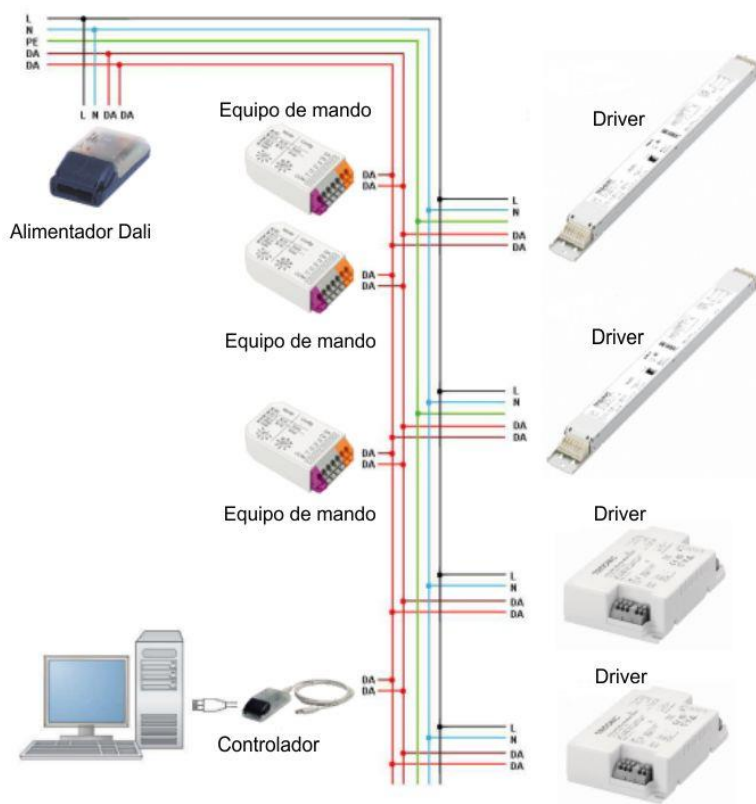 L
N
PE
DA
DA
L N DA DA
Alimentador Dali
Equipo de mando
DA
DA
Driver
L
N
DA
DA
DA
DA
Equipo de mando
Driver
L
N
DA
DA
DA
DA
Equipo de mando
Driver
L
N
DA
DA
DA
DA
Controlador
Driver
L
N
DA
DA